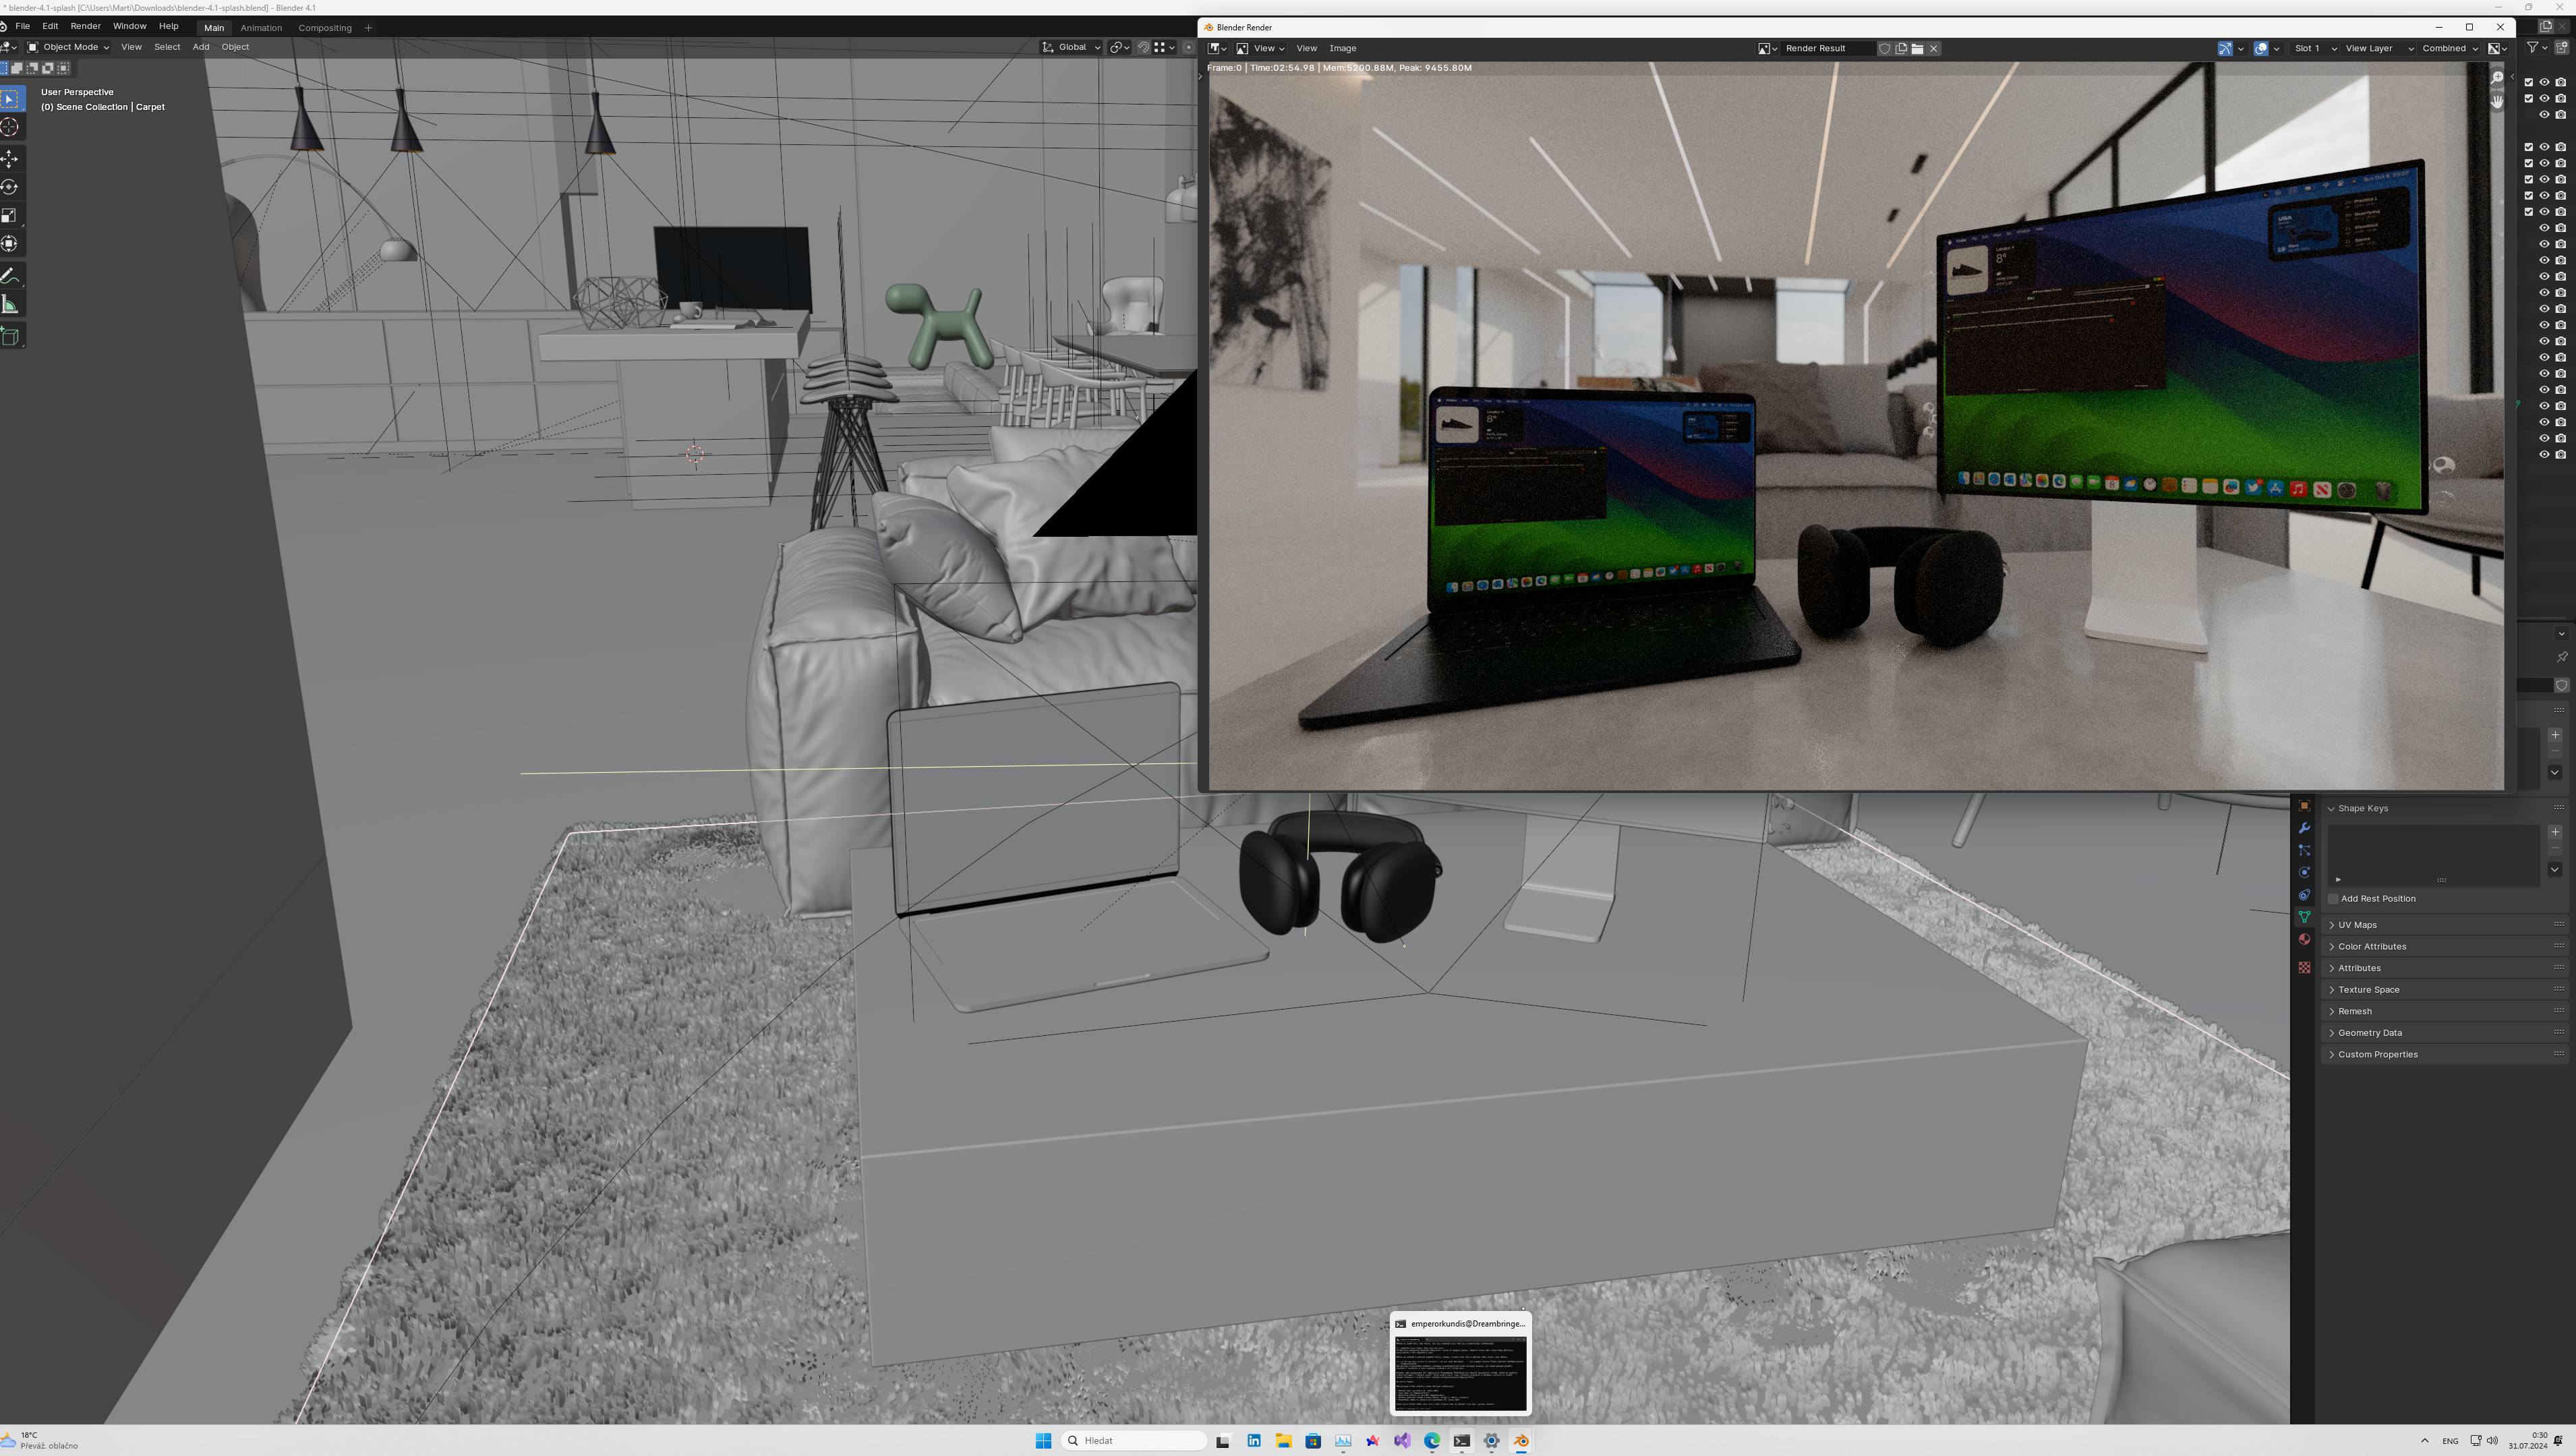 * blender-4.1-splash [C:\Users\Marti\Downloads\blender-4.1-splash.blend] - Blender 4.1
File Edit Render Window Help Main Animation Compositing +
Object Mode View Select Add Object Global
User Perspective
(0) Scene Collection | Carpet
Blender Render
View View Image Render Result Slot 1 View Layer Combined
Frame:0 | Time:02:54.98 | Mem:5200.88M, Peak: 9455.80M
USA
8°
8°
Shape Keys
Add Rest Position
UV Maps
Color Attributes
Attributes
Texture Space
Remesh
Geometry Data
Custom Properties
emperorkundis@Dreambringe...
18°C
Převáž. oblačno
Hledat
ENG
0:30
31.07.2024